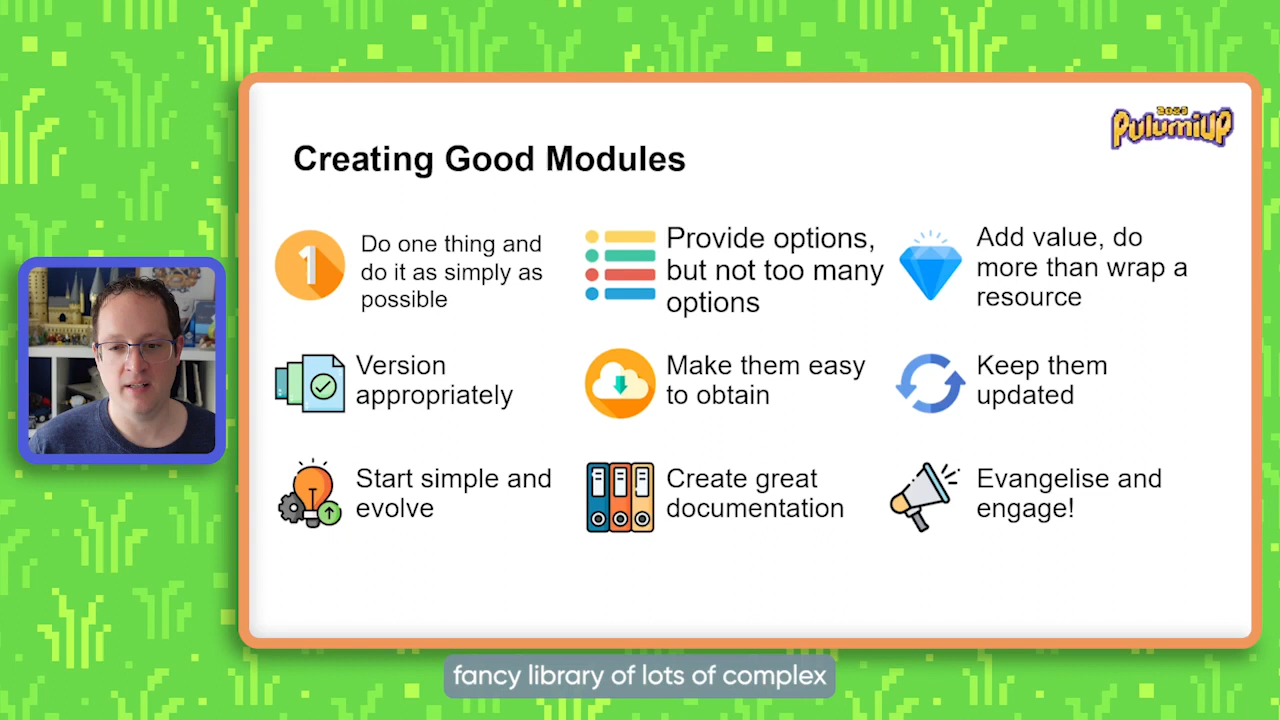 PulumiUP
Creating Good Modules
1
Do one thing and
do it as simply as
possible
Provide options,
but not too many
options
Add value, do
more than wrap a
resource
Version
appropriately
Make them easy
to obtain
Keep them
updated
Start simple and
evolve
Create great
documentation
Evangelise and
engage!
fancy library of lots of complex